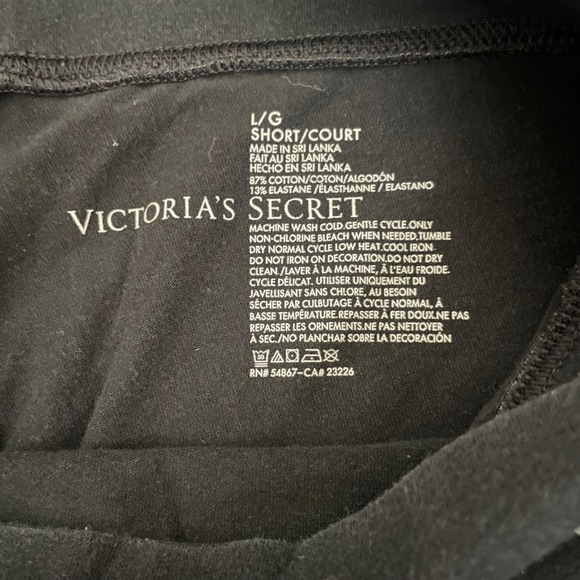 L/G
SHORT/COURT
MADE IN SRI LANKA
FAIT AU SRI LANKA
HECHO EN SRI LANKA
87% COTTON/COTON/ALGODÓN
13% ELASTANE /ÉLASTHANNE / ELASTANO
VICTORIA'S SECRET
MACHINE WASH COLD.GENTLE CYCLE.ONLY
NON-CHLORINE BLEACH WHEN NEEDED.TUMBLE
DRY NORMAL CYCLE LOW HEAT.COOL IRON
DO NOT IRON ON DECORATION.DO NOT DRY
CLEAN./LAVER À LA MACHINE, À L'EAU FROIDE.
CYCLE DÉLICAT. UTILISER UNIQUEMENT DU
JAVELLISANT SANS CHLORE, AU BESOIN
SÉCHER PAR CULBUTAGE À CYCLE NORMAL, À
BASSE TEMPÉRATURE.REPASSER À FER DOUX.NE PAS
REPASSER LES ORNEMENTS.NE PAS NETTOYER
À SEC./NO PLANCHAR SOBRE LA DECORACIÓN
30
RN# 54867-CA# 23226